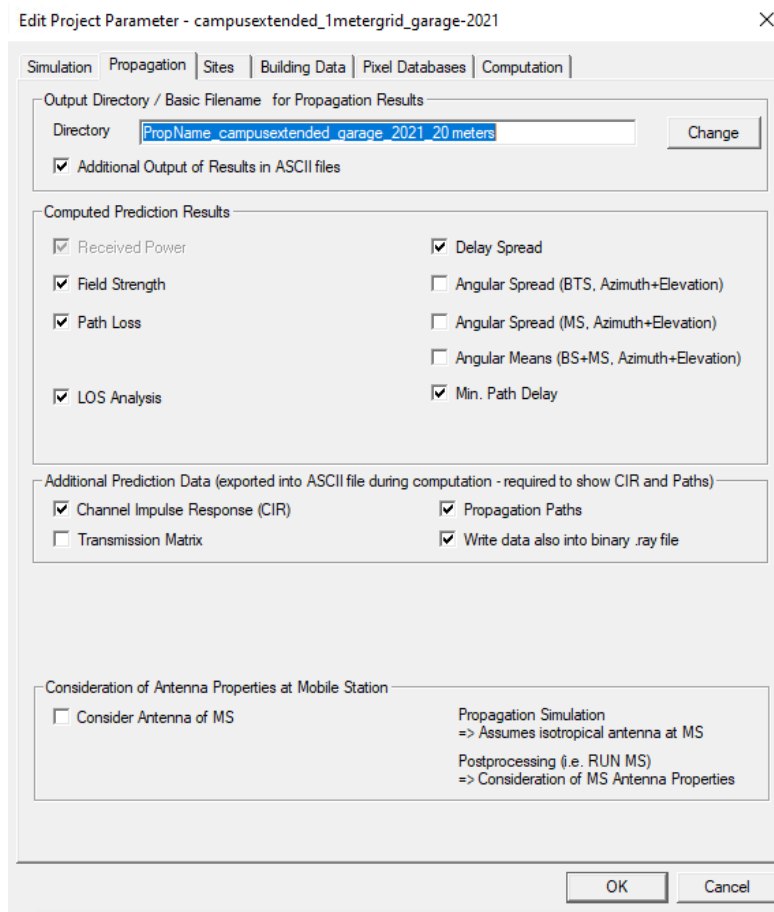 Edit Project Parameter - campusextended_1metergrid_garage-2021
Simulation Propagation Sites Building Data Pixel Databases Computation
Output Directory / Basic Filename for Propagation Results
Directory PropName_campusextended_garage_2021_20 meters Change
Additional Output of Results in ASCII files
Computed Prediction Results
Received Power Delay Spread
Field Strength Angular Spread (BTS, Azimuth+Elevation)
Path Loss Angular Spread (MS, Azimuth+Elevation)
Angular Means (BS+MS, Azimuth+Elevation)
LOS Analysis Min. Path Delay
Additional Prediction Data (exported into ASCII file during computation - required to show CIR and Paths)
Channel Impulse Response (CIR) Propagation Paths
Transmission Matrix Write data also into binary .ray file
Consideration of Antenna Properties at Mobile Station
Consider Antenna of MS Propagation Simulation
=> Assumes isotropical antenna at MS
Postprocessing (i.e. RUN MS)
=> Consideration of MS Antenna Properties
OK Cancel